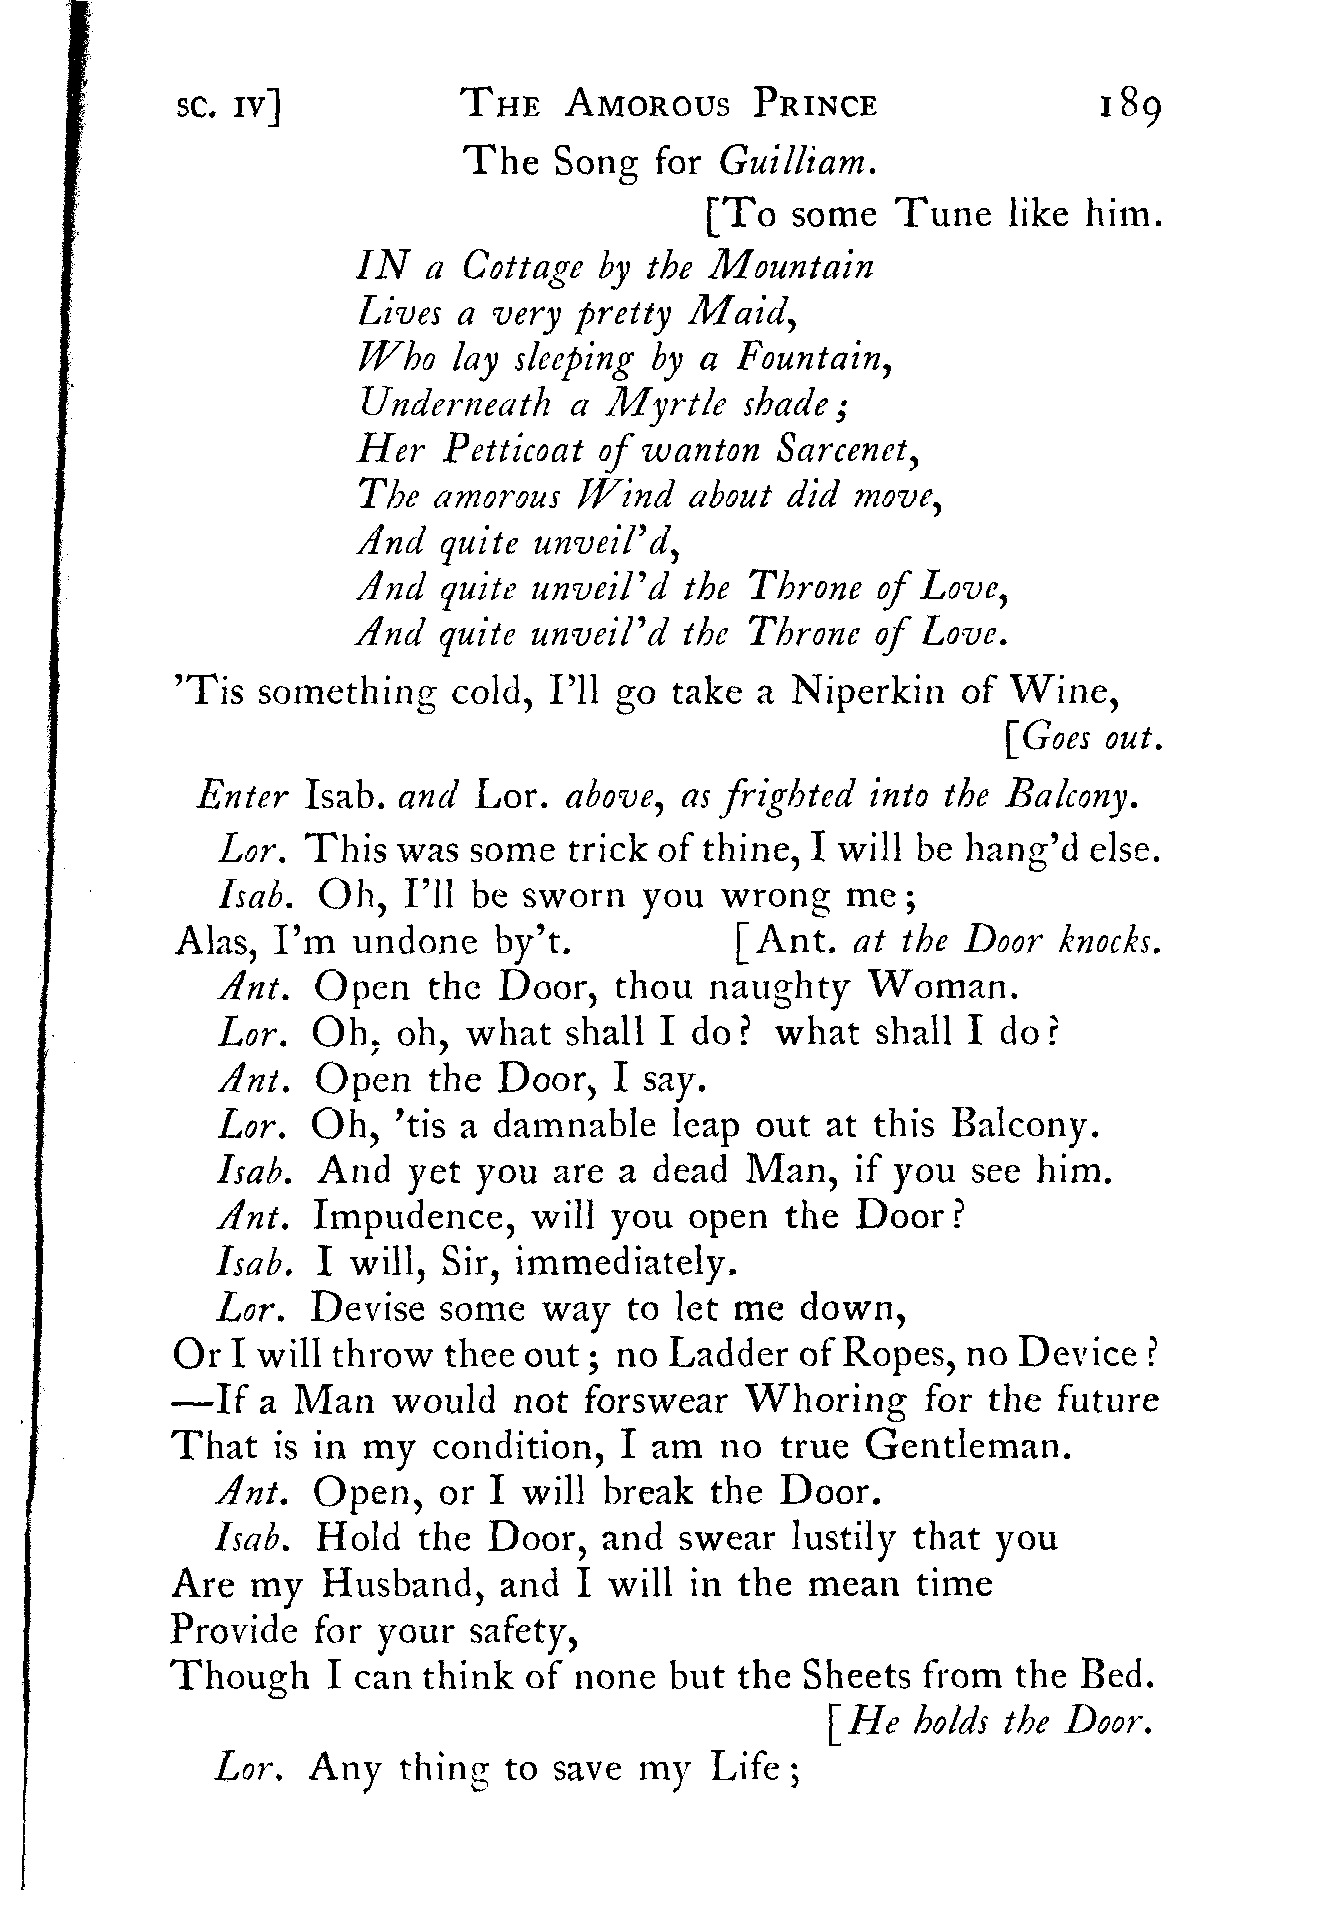 SC. IV] THE AMOROUS PRINCE 189
The Song for Guilliam.
[To some Tune like him.
IN a Cottage by the Mountain
Lives a very pretty Maid,
Who lay sleeping by a Fountain,
Underneath a Myrtle shade;
Her Petticoat of wanton Sarcenet,
The amorous Wind about did move,
And quite unveil'd,
And quite unveil'd the Throne of Love,
And quite unveil'd the Throne of Love.
'Tis something cold, I'll go take a Niperkin of Wine,
[Goes out.
Enter Isab. and Lor. above, as frighted into the Balcony.
Lor. This was some trick of thine, I will be hang'd else.
Isab. Oh, I'll be sworn you wrong me;
Alas, I'm undone by't. [Ant. at the Door knocks.
Ant. Open the Door, thou naughty Woman.
Lor. Oh, oh, what shall I do? what shall I do?
Ant. Open the Door, I say.
Lor. Oh, 'tis a damnable leap out at this Balcony.
Isab. And yet you are a dead Man, if you see him.
Ant. Impudence, will you open the Door?
Isab. I will, Sir, immediately.
Lor. Devise some way to let me down,
Or I will throw thee out; no Ladder of Ropes, no Device?
—If a Man would not forswear Whoring for the future
That is in my condition, I am no true Gentleman.
Ant. Open, or I will break the Door.
Isab. Hold the Door, and swear lustily that you
Are my Husband, and I will in the mean time
Provide for your safety,
Though I can think of none but the Sheets from the Bed.
[He holds the Door.
Lor. Any thing to save my Life;